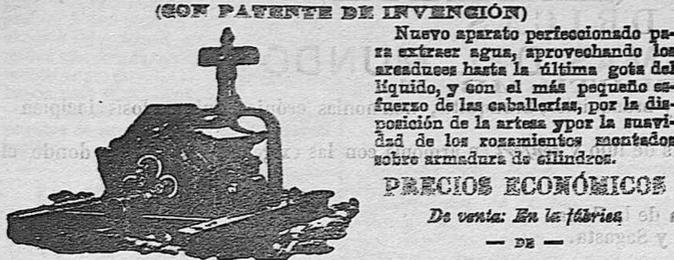 (CON PATENTE DE INVENCIÓN)
Nuevo aparato perfeccionado pa-
ra extraer agua, aprovechando los
arcaduses hasta la última gota del
líquido, y con el más pequeño es-
fuerzo de las caballerías, por la dis-
posición de la artesa y por la suavi-
dad de los rozamientos montados
sobre armadura de cilindros.
PRECIOS ECONÓMICOS
De venta: En la fábrica
— DE —